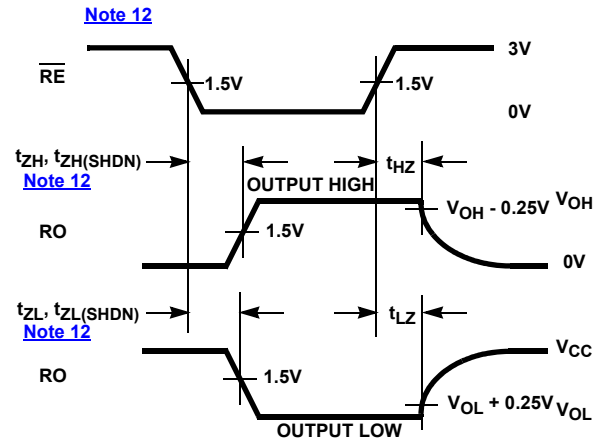 Note 12
3V
RE
1.5V
1.5V
0V
tZH, tZH(SHDN)
Note 12
tHZ
OUTPUT HIGH
VOH - 0.25V VOH
RO
1.5V
0V
tZL, tZL(SHDN)
Note 12
tLZ
VCC
RO
1.5V
VOL + 0.25V VOL
OUTPUT LOW